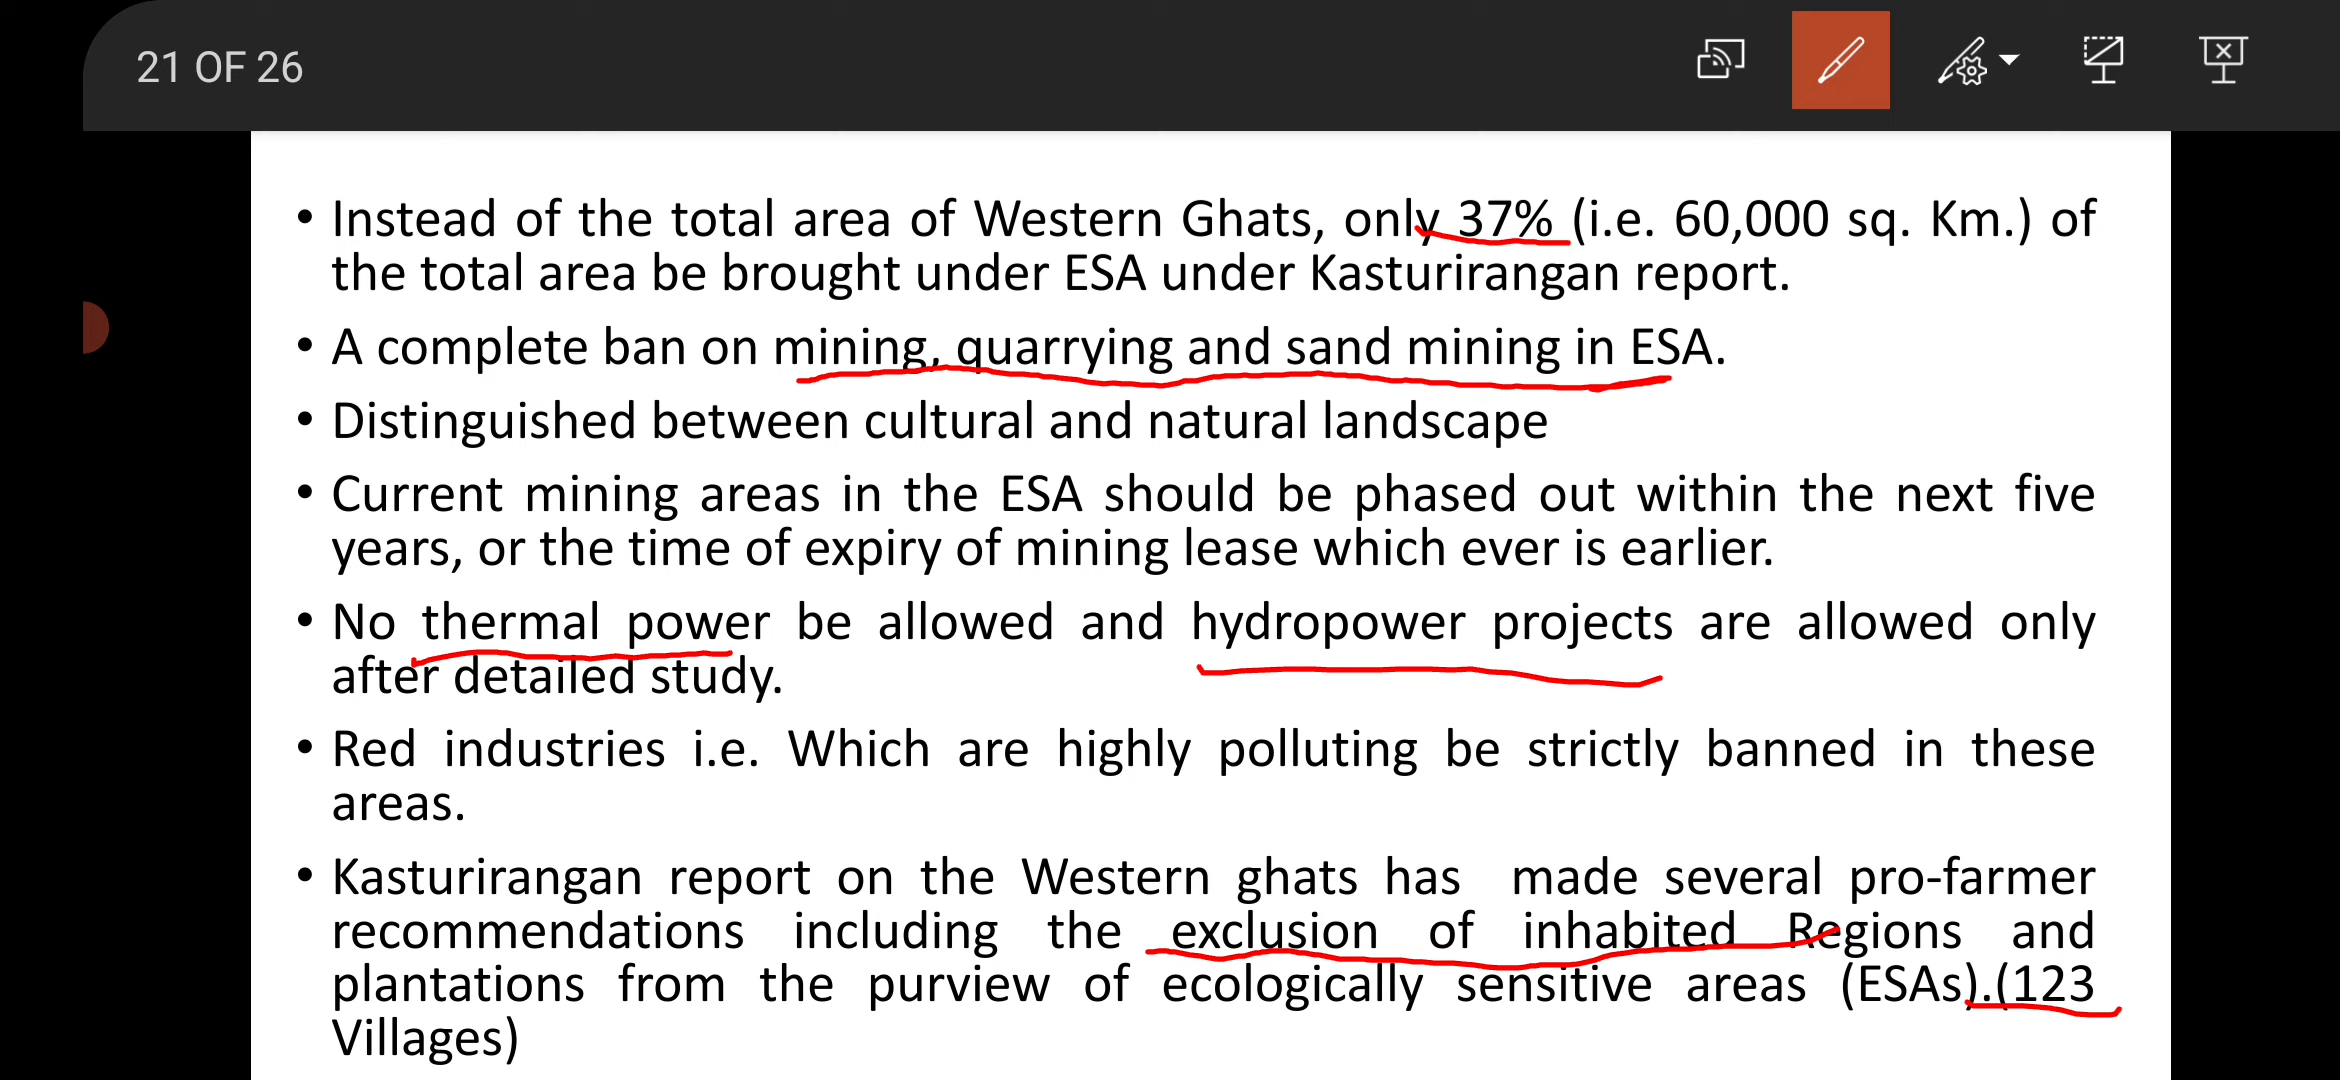 21 OF 26
• Instead of the total area of Western Ghats, only 37% (i.e. 60,000 sq. Km.) of
the total area be brought under ESA under Kasturirangan report.
• A complete ban on mining, quarrying and sand mining in ESA.
• Distinguished between cultural and natural landscape
• Current mining areas in the ESA should be phased out within the next five
years, or the time of expiry of mining lease which ever is earlier.
• No thermal power be allowed and hydropower projects are allowed only
after detailed study.
• Red industries i.e. Which are highly polluting be strictly banned in these
areas.
• Kasturirangan report on the Western ghats has made several pro-farmer
recommendations including the exclusion of inhabited Regions and
plantations from the purview of ecologically sensitive areas (ESAs).(123
Villages)